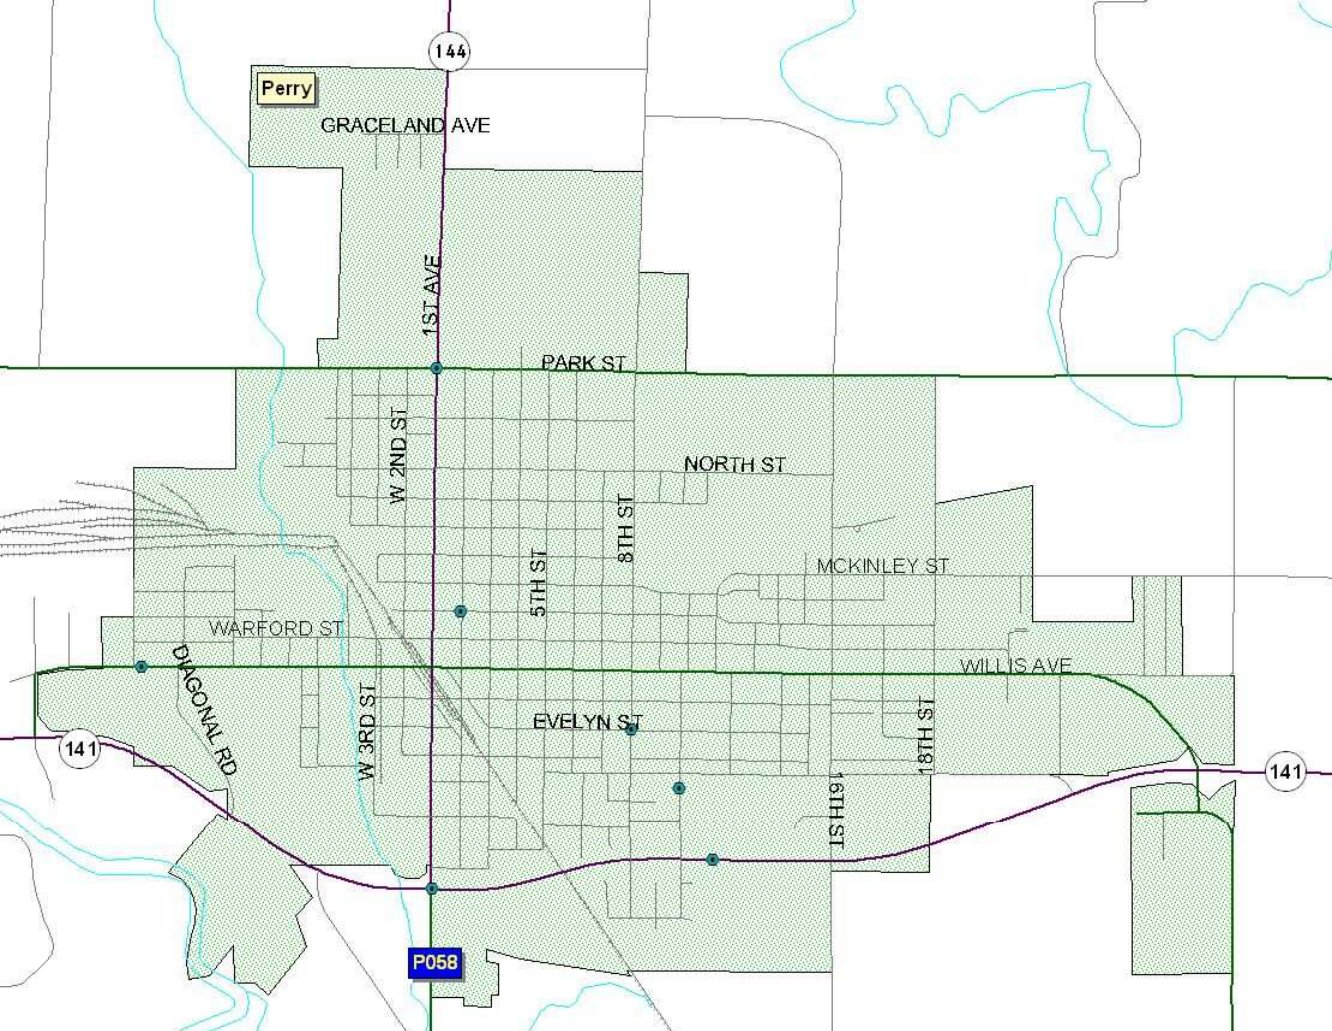 144
Perry
GRACELAND AVE
1ST AVE
PARK ST
W 2ND ST
NORTH ST
8TH ST
5TH ST
MCKINLEY ST
WARFORD ST
DIAGONAL RD
WILLIS AVE
W 3RD ST
EVELYN ST
18TH ST
141
141
16TH ST
P058